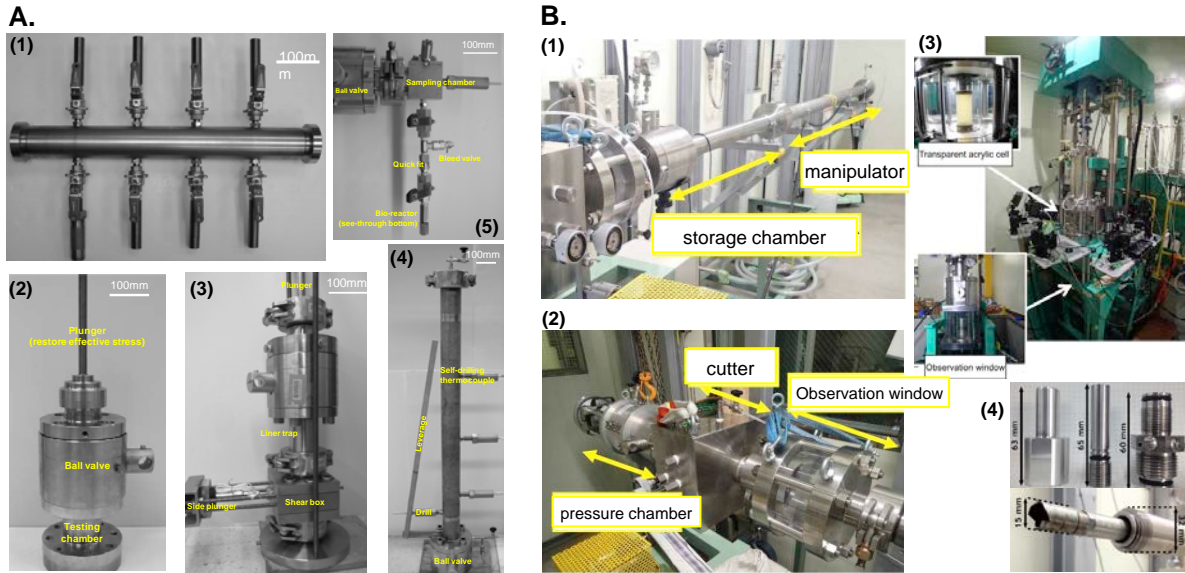 A.
(1)
100m
m
100mm
Ball valve
Sampling chamber
Bleed valve
Quick fit
Bio-reactor
(see-through bottom)
(5)
(2)
100mm
Plunger
(restore effective stress)
Ball valve
Testing
chamber
(3)
100mm
Plunger
Liner trap
Side plunger
Shear box
(4)
100mm
Self-drilling
thermocouple
Leverage
Drill
Ball valve
B.
(1)
manipulator
storage chamber
(2)
cutter
Observation window
pressure chamber
(3)
Transparent acrylic cell
Observation window
(4)
63 mm
65 mm
60 mm
15 mm
32 mm